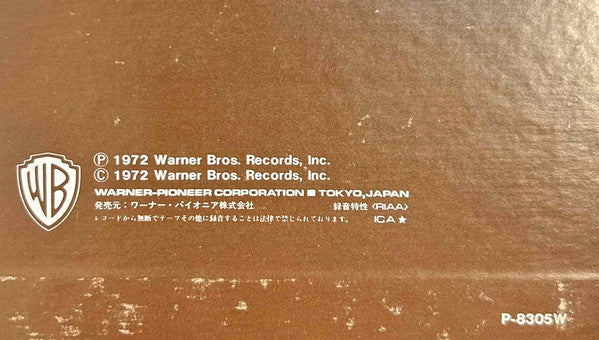 WB
Ⓟ 1972 Warner Bros. Records, Inc.
Ⓒ 1972 Warner Bros. Records, Inc.
WARNER-PIONEER CORPORATION ■ TOKYO, JAPAN
発売元：ワーナー・パイオニア株式会社 録音特性〈RIAA〉
レコードから無断でテープその他に録音することは法律で禁じられております。 ICA★
P-8305W